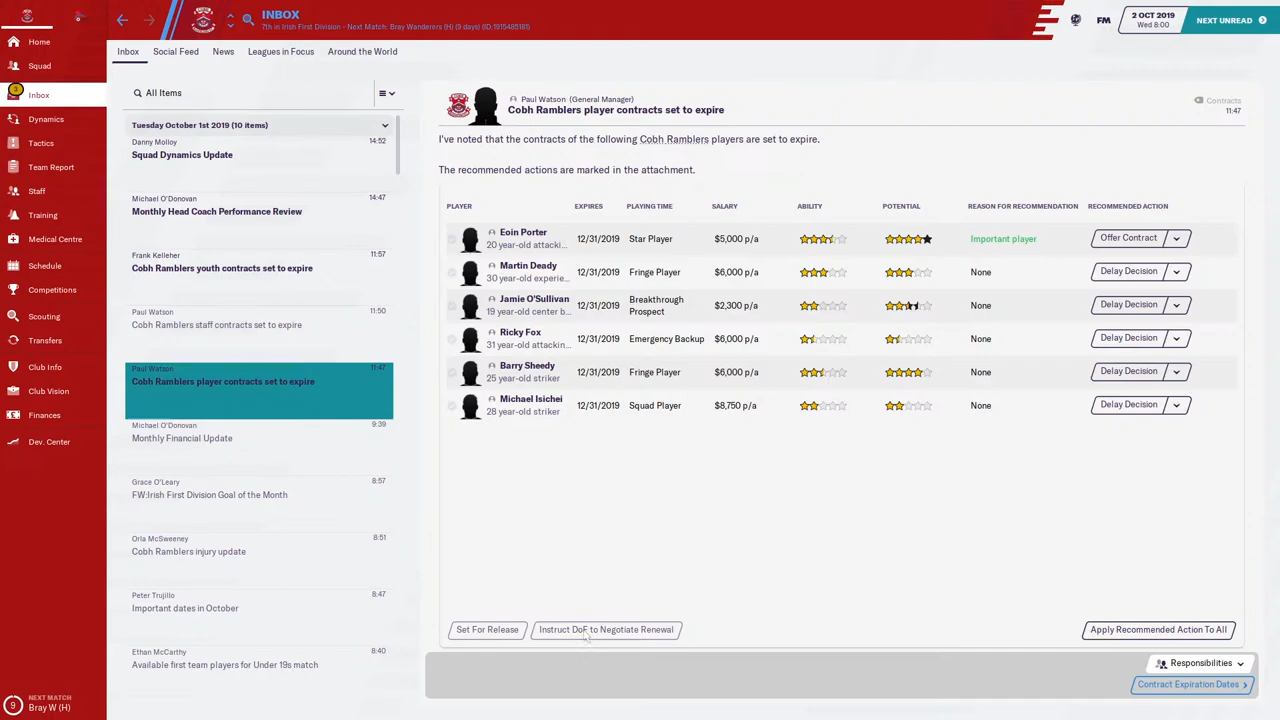 INBOX
7th in Irish First Division - Next Match: Bray Wanderers (H) (9 days) (ID:1915485181)
FM
2 OCT 2019
Wed 8:00
NEXT UNREAD
Home
Squad
3
Inbox
Dynamics
Tactics
Team Report
Staff
Training
Medical Centre
Schedule
Competitions
Scouting
Transfers
Club Info
Club Vision
Finances
Dev. Center
9
NEXT MATCH
Bray W (H)
Inbox
Social Feed
News
Leagues in Focus
Around the World
All Items
Tuesday October 1st 2019 (10 items)
Danny Molloy 14:52
Squad Dynamics Update
Michael O'Donovan 14:47
Monthly Head Coach Performance Review
Frank Kelleher 11:57
Cobh Ramblers youth contracts set to expire
Paul Watson 11:50
Cobh Ramblers staff contracts set to expire
Paul Watson 11:47
Cobh Ramblers player contracts set to expire
Michael O'Donovan 9:39
Monthly Financial Update
Grace O'Leary 8:57
FW:Irish First Division Goal of the Month
Orla McSweeney 8:51
Cobh Ramblers injury update
Peter Trujillo 8:47
Important dates in October
Ethan McCarthy 8:40
Available first team players for Under 19s match
Paul Watson (General Manager)
Cobh Ramblers player contracts set to expire
Contracts
11:47
I've noted that the contracts of the following Cobh Ramblers players are set to expire.
The recommended actions are marked in the attachment.
PLAYER EXPIRES PLAYING TIME SALARY ABILITY POTENTIAL REASON FOR RECOMMENDATION RECOMMENDED ACTION
Eoin Porter
20 year-old attacki... 12/31/2019 Star Player $5,000 p/a Important player Offer Contract
Martin Deady
30 year-old experie... 12/31/2019 Fringe Player $6,000 p/a None Delay Decision
Jamie O'Sullivan
19 year-old center b... 12/31/2019 Breakthrough Prospect $2,300 p/a None Delay Decision
Ricky Fox
31 year-old attackin... 12/31/2019 Emergency Backup $6,000 p/a None Delay Decision
Barry Sheedy
25 year-old striker 12/31/2019 Fringe Player $6,000 p/a None Delay Decision
Michael Isichei
28 year-old striker 12/31/2019 Squad Player $8,750 p/a None Delay Decision
Set For Release
Instruct DoF to Negotiate Renewal
Apply Recommended Action To All
Responsibilities
Contract Expiration Dates